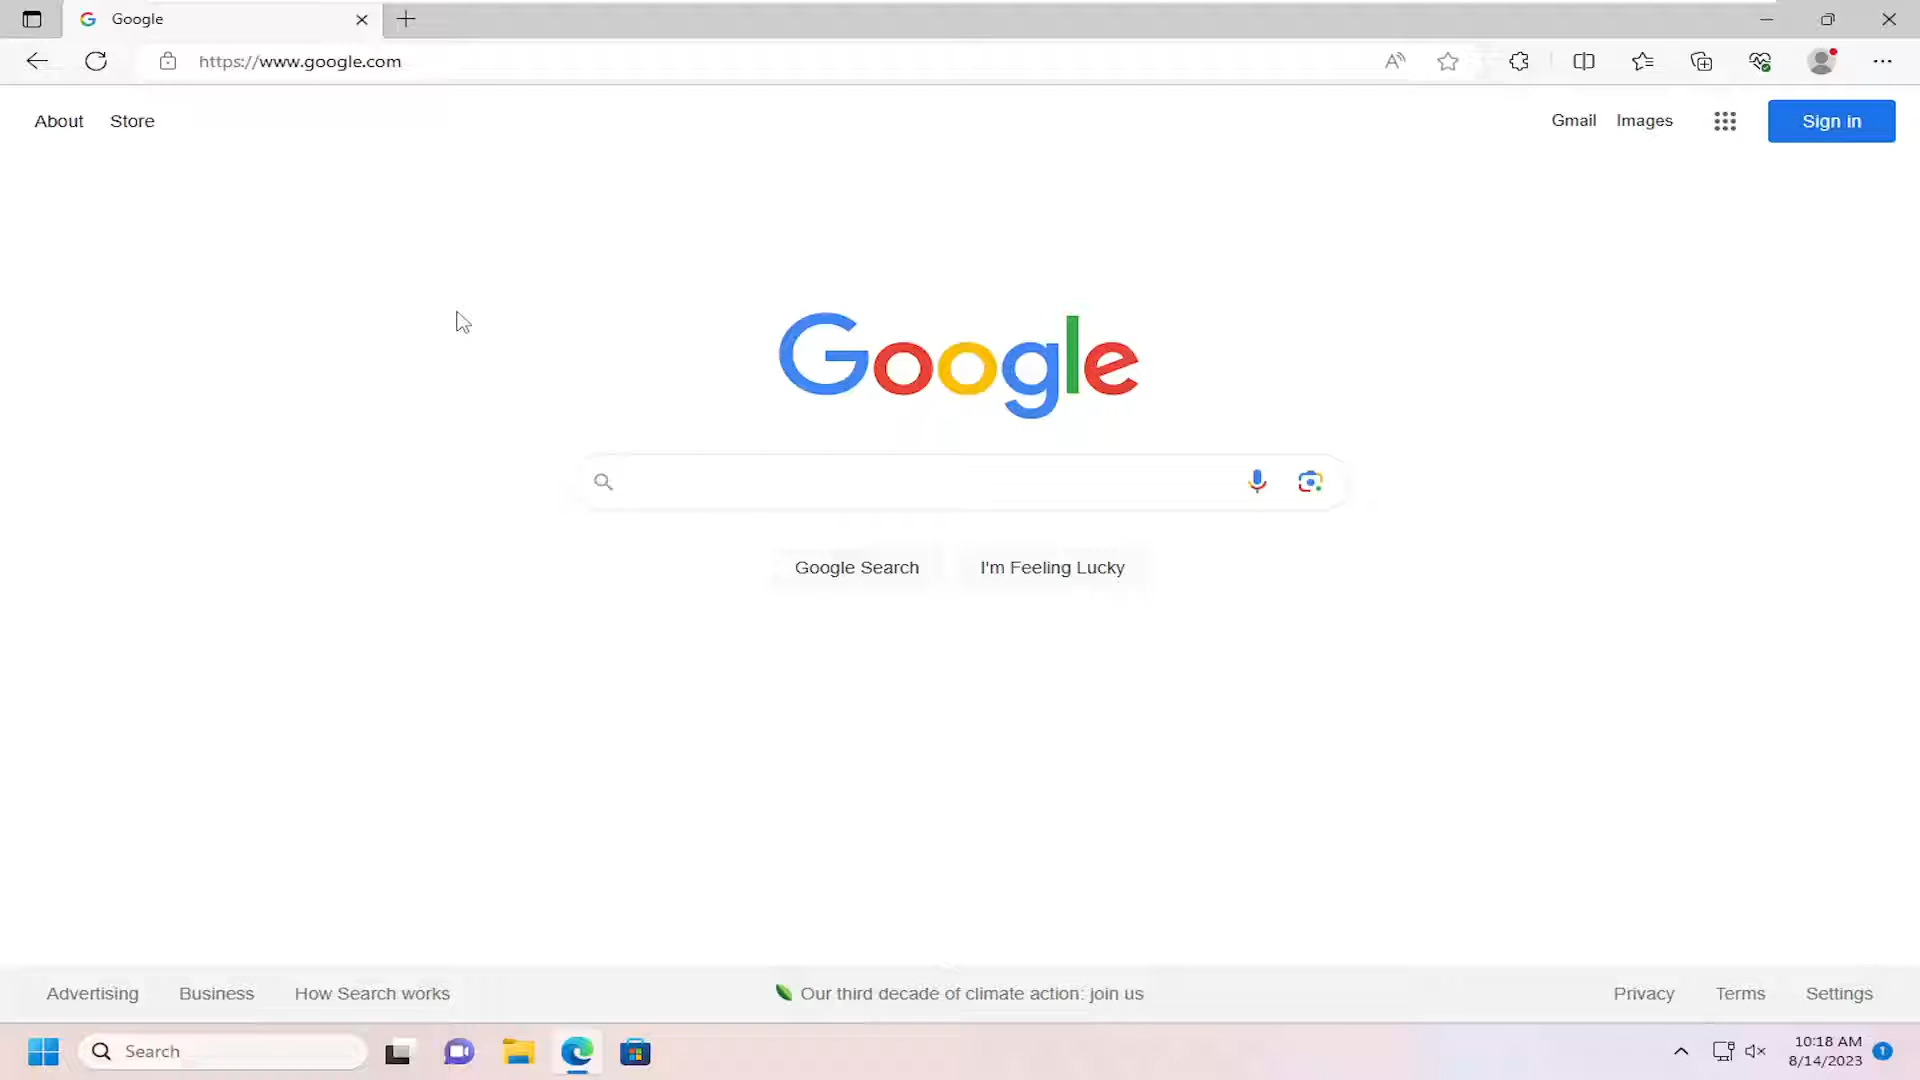 Google
https://www.google.com
About Store
Gmail Images Sign in
Google
Google Search I'm Feeling Lucky
Advertising Business How Search works
Our third decade of climate action: join us
Privacy Terms Settings
Search
10:18 AM
8/14/2023
1